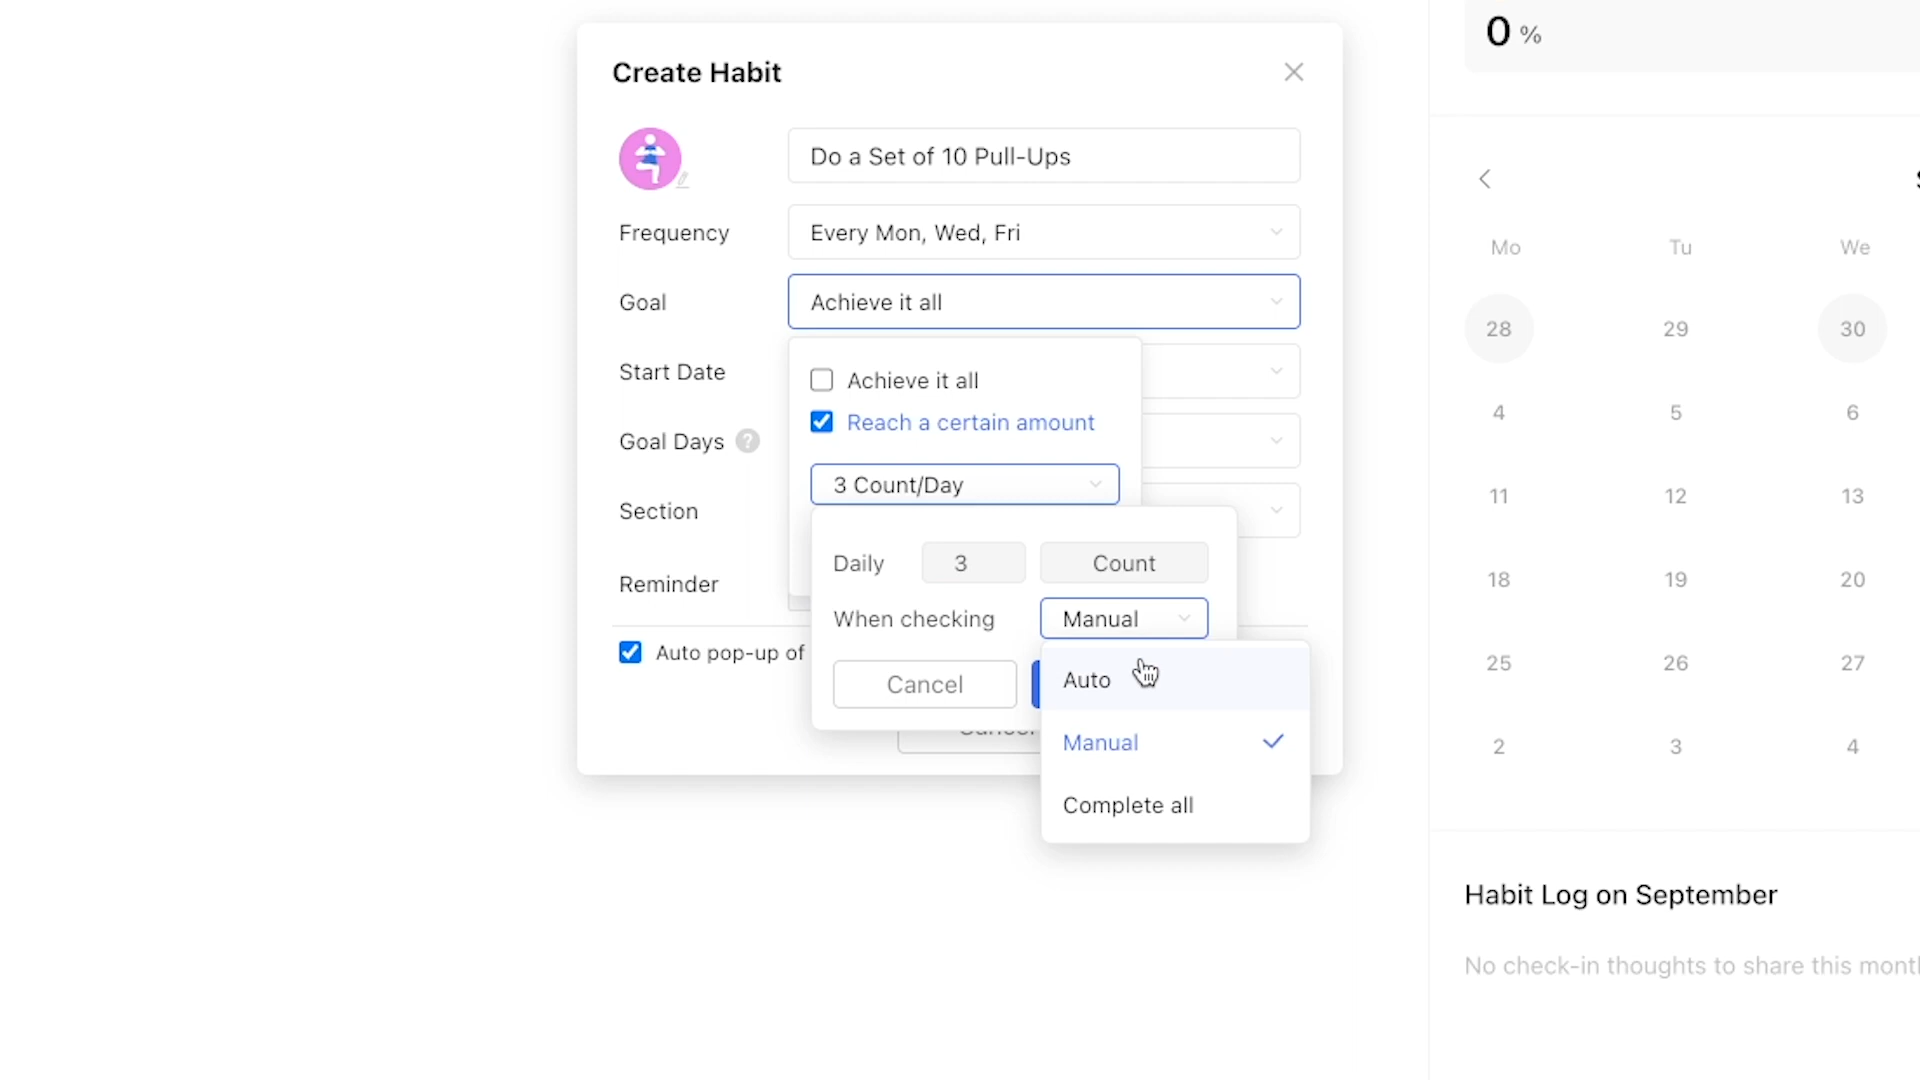 Create Habit
Do a Set of 10 Pull-Ups
Frequency
Every Mon, Wed, Fri
Goal
Achieve it all
Start Date
Achieve it all
Reach a certain amount
Goal Days ?
3 Count/Day
Section
Daily 3 Count
Reminder
When checking Manual
Auto pop-up of
Cancel
Auto
Manual
Complete all
0 %
Mo Tu We
28 29 30
4 5 6
11 12 13
18 19 20
25 26 27
2 3 4
Habit Log on September
No check-in thoughts to share this